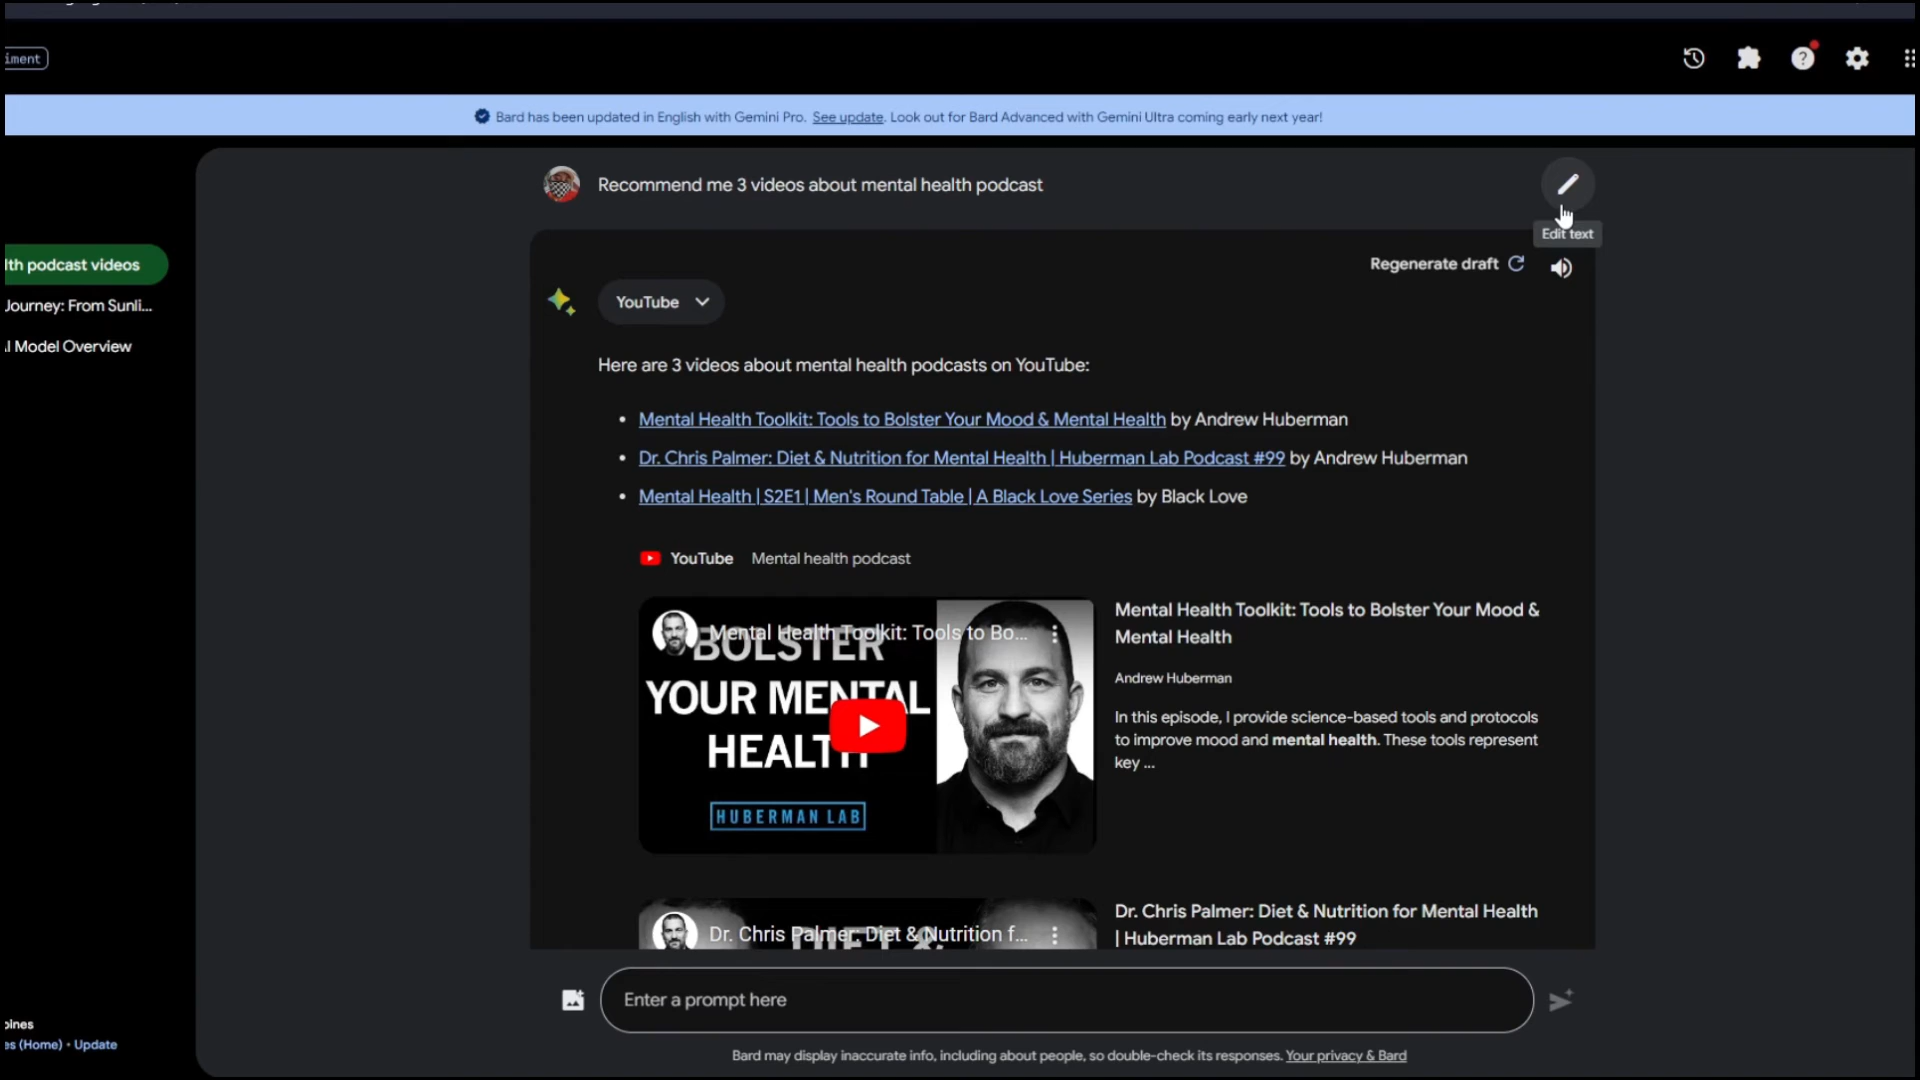 iment
Bard has been updated in English with Gemini Pro. See update. Look out for Bard Advanced with Gemini Ultra coming early next year!
Recommend me 3 videos about mental health podcast
Edit text
lth podcast videos
Journey: From Sunli...
I Model Overview
Regenerate draft
YouTube
Here are 3 videos about mental health podcasts on YouTube:
• Mental Health Toolkit: Tools to Bolster Your Mood & Mental Health by Andrew Huberman
• Dr. Chris Palmer: Diet & Nutrition for Mental Health | Huberman Lab Podcast #99 by Andrew Huberman
• Mental Health | S2E1 | Men's Round Table | A Black Love Series by Black Love
YouTube Mental health podcast
Mental Health Toolkit: Tools to Bo...
BOLSTER
YOUR MENTAL
HEALTH
HUBERMAN LAB
Mental Health Toolkit: Tools to Bolster Your Mood &
Mental Health
Andrew Huberman
In this episode, I provide science-based tools and protocols
to improve mood and mental health. These tools represent
key ...
Dr. Chris Palmer: Diet & Nutrition f...
DIET &
Dr. Chris Palmer: Diet & Nutrition for Mental Health
| Huberman Lab Podcast #99
Enter a prompt here
pines
es (Home) • Update
Bard may display inaccurate info, including about people, so double-check its responses. Your privacy & Bard